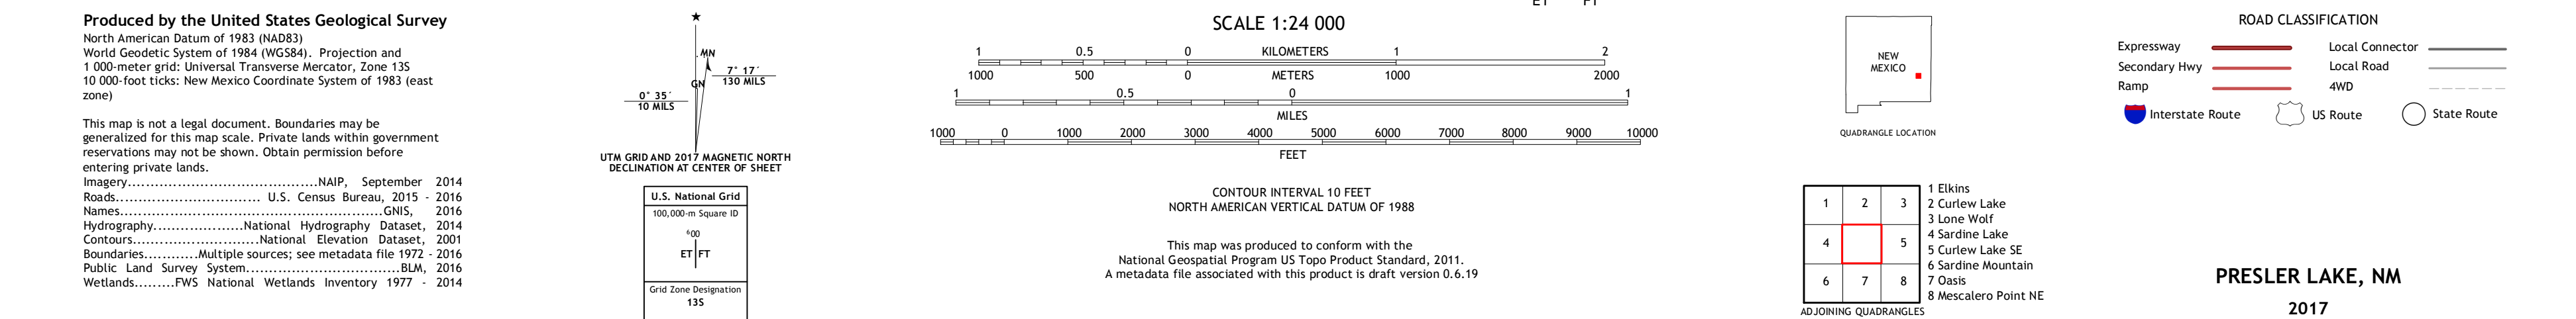 Produced by the United States Geological Survey
North American Datum of 1983 (NAD83)
World Geodetic System of 1984 (WGS84). Projection and
1 000-meter grid: Universal Transverse Mercator, Zone 13S
10 000-foot ticks: New Mexico Coordinate System of 1983 (east
zone)
This map is not a legal document. Boundaries may be
generalized for this map scale. Private lands within government
reservations may not be shown. Obtain permission before
entering private lands.
Imagery.......................................NAIP, September 2014
Roads.............................. U.S. Census Bureau, 2015 - 2016
Names......................................................GNIS, 2016
Hydrography....................National Hydrography Dataset, 2014
Contours..........................National Elevation Dataset, 2001
Boundaries...........Multiple sources; see metadata file 1972 - 2016
Public Land Survey System................................BLM, 2016
Wetlands.........FWS National Wetlands Inventory 1977 - 2014
MN
GN
7° 17´
130 MILS
0° 35´
10 MILS
UTM GRID AND 2017 MAGNETIC NORTH
DECLINATION AT CENTER OF SHEET
U.S. National Grid
100,000-m Square ID
600
ET FT
Grid Zone Designation
13S
ET FT
SCALE 1:24 000
1 0.5 0 KILOMETERS 1 2
1000 500 0 METERS 1000 2000
1 0.5 0 1
MILES
1000 0 1000 2000 3000 4000 5000 6000 7000 8000 9000 10000
FEET
CONTOUR INTERVAL 10 FEET
NORTH AMERICAN VERTICAL DATUM OF 1988
This map was produced to conform with the
National Geospatial Program US Topo Product Standard, 2011.
A metadata file associated with this product is draft version 0.6.19
NEW
MEXICO
QUADRANGLE LOCATION
1 2 3
4 5
6 7 8
ADJOINING QUADRANGLES
1 Elkins
2 Curlew Lake
3 Lone Wolf
4 Sardine Lake
5 Curlew Lake SE
6 Sardine Mountain
7 Oasis
8 Mescalero Point NE
ROAD CLASSIFICATION
Expressway Local Connector
Secondary Hwy Local Road
Ramp 4WD
Interstate Route US Route State Route
PRESLER LAKE, NM
2017